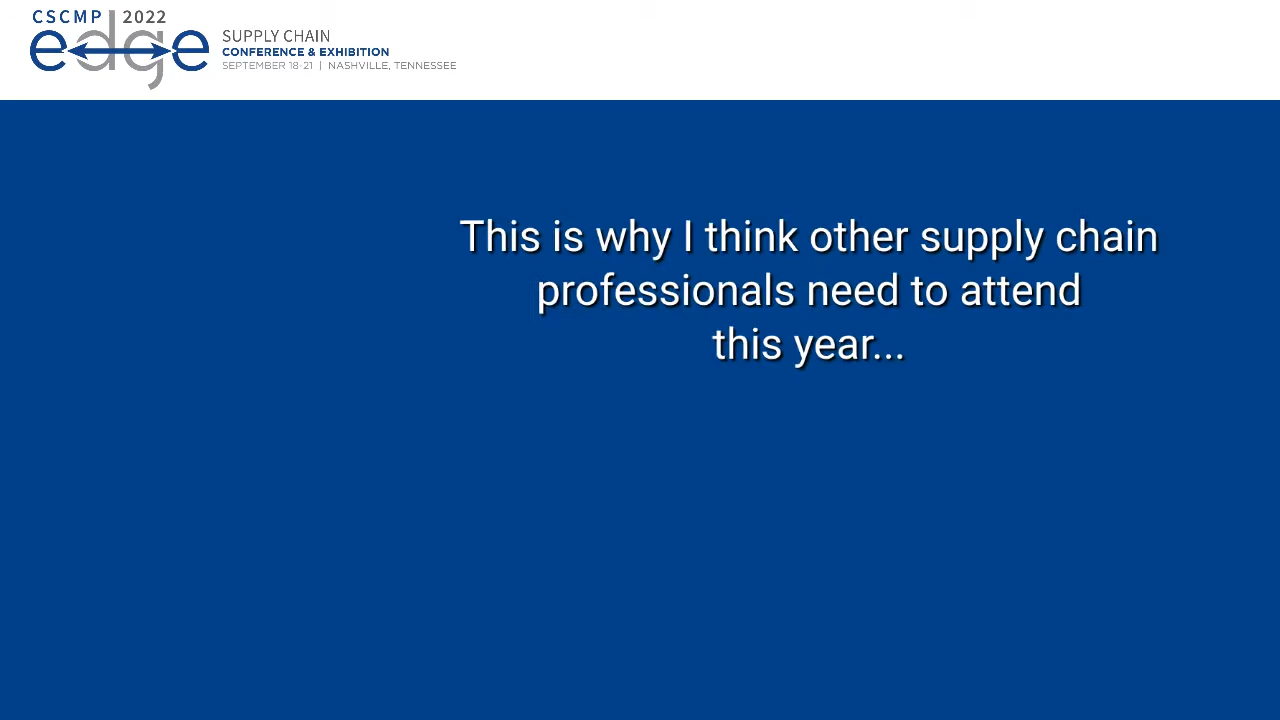 CSCMP 2022
edge
SUPPLY CHAIN
CONFERENCE & EXHIBITION
SEPTEMBER 18-21 | NASHVILLE, TENNESSEE
This is why I think other supply chain
professionals need to attend
this year...